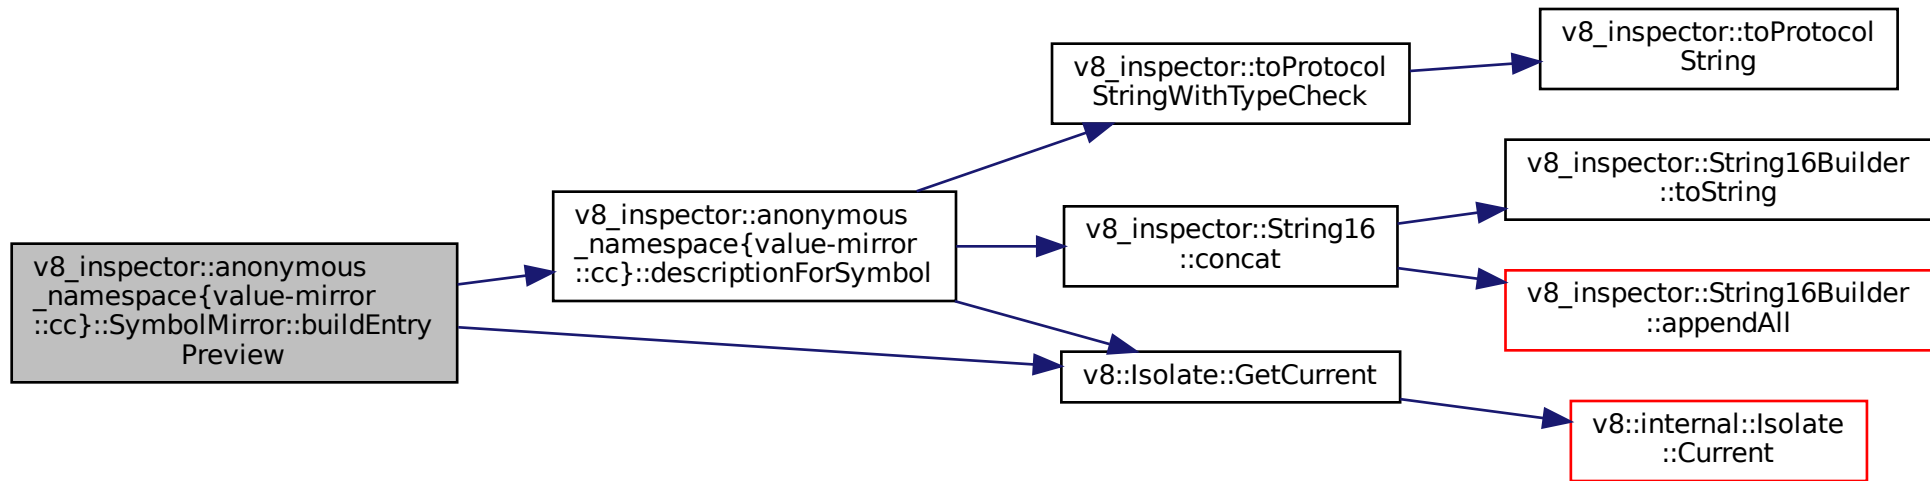 v8_inspector::anonymous
_namespace{value-mirror
::cc}::SymbolMirror::buildEntry
Preview
v8_inspector::anonymous
_namespace{value-mirror
::cc}::descriptionForSymbol
v8_inspector::toProtocol
StringWithTypeCheck
v8_inspector::toProtocol
String
v8_inspector::String16
::concat
v8_inspector::String16Builder
::toString
v8_inspector::String16Builder
::appendAll
v8::Isolate::GetCurrent
v8::internal::Isolate
::Current